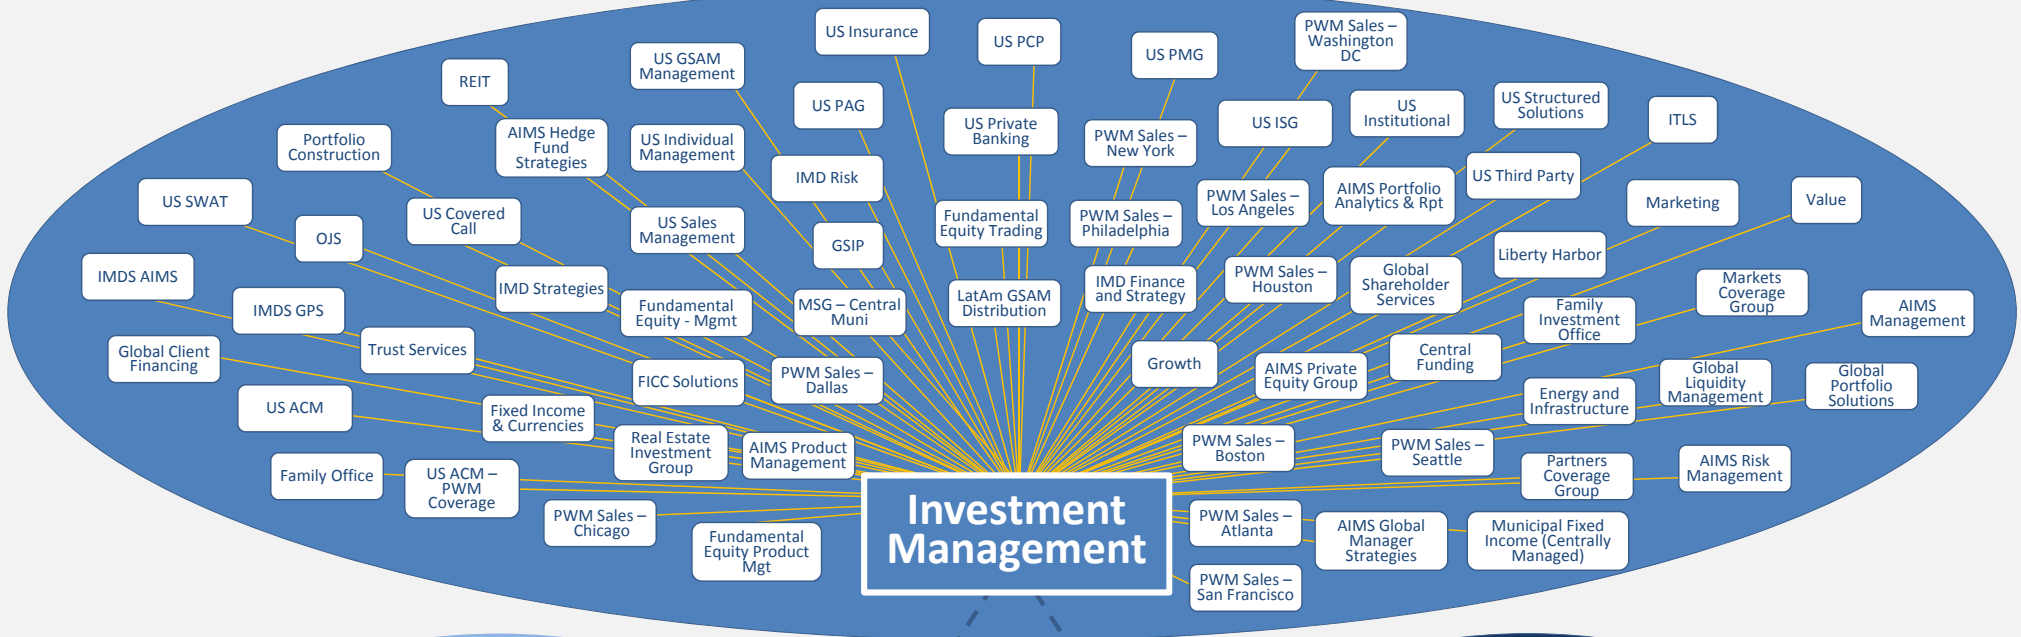 US Insurance
US PCP
US PMG
PWM Sales –
Washington
DC
US GSAM
Management
REIT
US PAG
US Private
Banking
PWM Sales –
New York
US ISG
US
Institutional
US Structured
Solutions
ITLS
Portfolio
Construction
AIMS Hedge
Fund
Strategies
US Individual
Management
IMD Risk
US Third Party
US SWAT
OJS
US Covered
Call
US Sales
Management
GSIP
Fundamental
Equity Trading
PWM Sales –
Philadelphia
PWM Sales –
Los Angeles
AIMS Portfolio
Analytics & Rpt
Marketing
Value
IMDS AIMS
IMDS GPS
IMD Strategies
Fundamental
Equity - Mgmt
MSG – Central
Muni
LatAm GSAM
Distribution
IMD Finance
and Strategy
PWM Sales –
Houston
Global
Shareholder
Services
Liberty Harbor
Family
Investment
Office
Markets
Coverage
Group
AIMS
Management
Global Client
Financing
Trust Services
FICC Solutions
PWM Sales –
Dallas
Growth
AIMS Private
Equity Group
Central
Funding
Energy and
Infrastructure
Global
Liquidity
Management
Global
Portfolio
Solutions
US ACM
Fixed Income
& Currencies
Real Estate
Investment
Group
AIMS Product
Management
PWM Sales –
Boston
PWM Sales –
Seattle
Partners
Coverage
Group
AIMS Risk
Management
Family Office
US ACM –
PWM
Coverage
PWM Sales –
Chicago
Fundamental
Equity Product
Mgt
Investment
Management
PWM Sales –
Atlanta
AIMS Global
Manager
Strategies
Municipal Fixed
Income (Centrally
Managed)
PWM Sales –
San Francisco